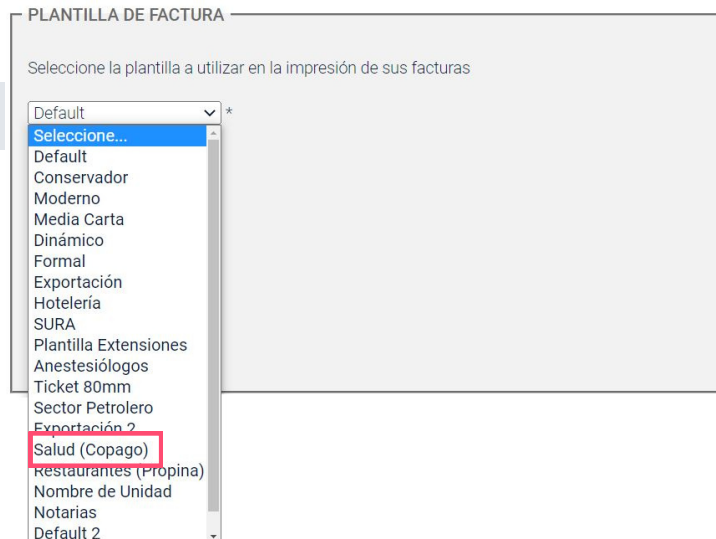 PLANTILLA DE FACTURA
Seleccione la plantilla a utilizar en la impresión de sus facturas
Default *
Seleccione...
Default
Conservador
Moderno
Media Carta
Dinámico
Formal
Exportación
Hotelería
SURA
Plantilla Extensiones
Anestesiólogos
Ticket 80mm
Sector Petrolero
Exportación 2
Salud (Copago)
Restaurantes (Propina)
Nombre de Unidad
Notarias
Default 2